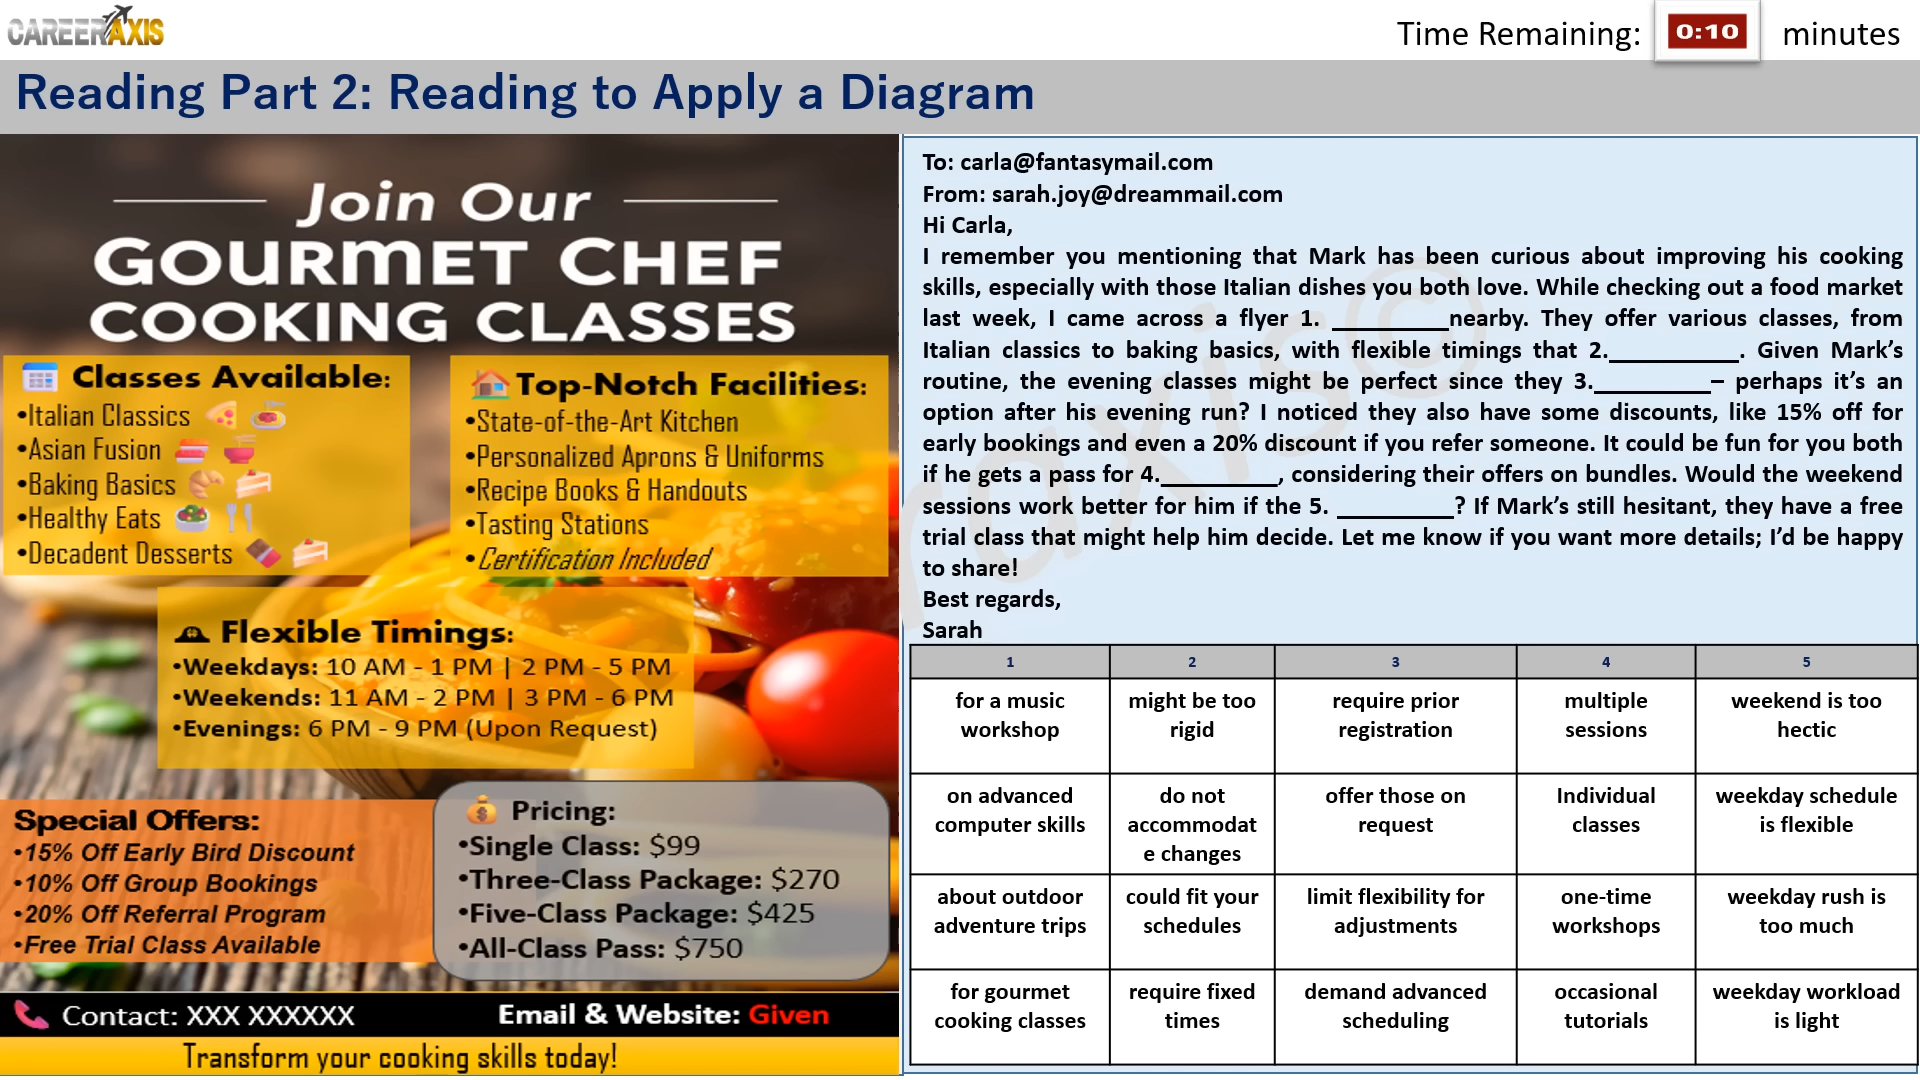 CAREERAXIS
Time Remaining: 0:10 minutes
Reading Part 2: Reading to Apply a Diagram
Join Our
GOURMET CHEF
COOKING CLASSES
Classes Available:
•Italian Classics
•Asian Fusion
•Baking Basics
•Healthy Eats
•Decadent Desserts
Top-Notch Facilities:
•State-of-the-Art Kitchen
•Personalized Aprons & Uniforms
•Recipe Books & Handouts
•Tasting Stations
•Certification Included
Flexible Timings:
•Weekdays: 10 AM - 1 PM | 2 PM - 5 PM
•Weekends: 11 AM - 2 PM | 3 PM - 6 PM
•Evenings: 6 PM - 9 PM (Upon Request)
Special Offers:
•15% Off Early Bird Discount
•10% Off Group Bookings
•20% Off Referral Program
•Free Trial Class Available
Pricing:
•Single Class: $99
•Three-Class Package: $270
•Five-Class Package: $425
•All-Class Pass: $750
Contact: XXX XXXXXX
Email & Website: Given
Transform your cooking skills today!
To: carla@fantasymail.com
From: sarah.joy@dreammail.com
Hi Carla,
I remember you mentioning that Mark has been curious about improving his cooking
skills, especially with those Italian dishes you both love. While checking out a food market
last week, I came across a flyer 1. _________nearby. They offer various classes, from
Italian classics to baking basics, with flexible timings that 2.__________. Given Mark’s
routine, the evening classes might be perfect since they 3._________– perhaps it’s an
option after his evening run? I noticed they also have some discounts, like 15% off for
early bookings and even a 20% discount if you refer someone. It could be fun for you both
if he gets a pass for 4._________, considering their offers on bundles. Would the weekend
sessions work better for him if the 5. _________? If Mark’s still hesitant, they have a free
trial class that might help him decide. Let me know if you want more details; I’d be happy
to share!
Best regards,
Sarah
1 2 3 4 5
for a music
workshop
might be too
rigid
require prior
registration
multiple
sessions
weekend is too
hectic
on advanced
computer skills
do not
accommodat
e changes
offer those on
request
Individual
classes
weekday schedule
is flexible
about outdoor
adventure trips
could fit your
schedules
limit flexibility for
adjustments
one-time
workshops
weekday rush is
too much
for gourmet
cooking classes
require fixed
times
demand advanced
scheduling
occasional
tutorials
weekday workload
is light